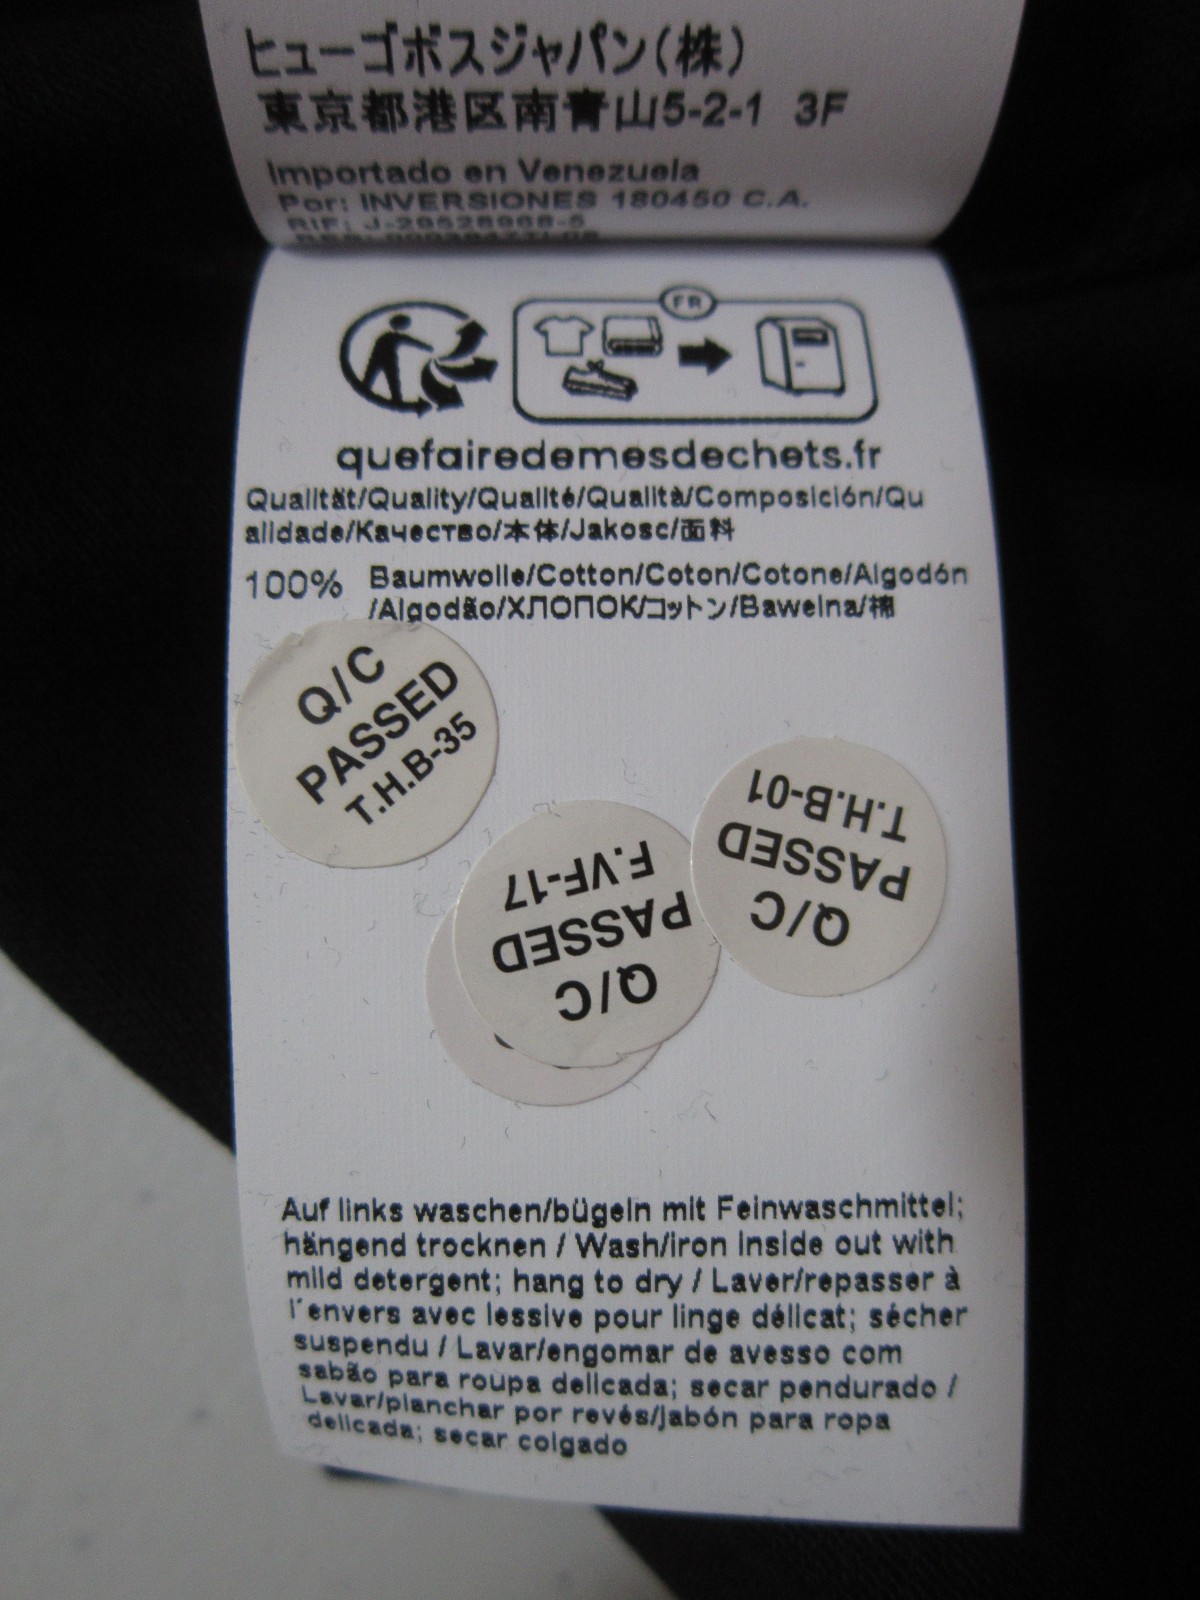 ヒューゴボスジャパン(株)
東京都港区南青山5-2-1 3F
Importado en Venezuela
Por: INVERSIONES 180450 C.A.
RIF: J-29528968-5
FR
quefairedemesdechets.fr
Qualität/Quality/Qualité/Qualità/Composición/Qu
alidade/Качество/本体/Jakosc/面料
100% Baumwolle/Cotton/Coton/Cotone/Algodón
/Algodão/ХЛОПОК/コットン/Bawelna/棉
Q/C
PASSED
T.H.B-35
Q/C
PASSED
F.VF-17
Q/C
PASSED
T.H.B-01
Auf links waschen/bügeln mit Feinwaschmittel;
hängend trocknen / Wash/iron inside out with
mild detergent; hang to dry / Laver/repasser à
l´envers avec lessive pour linge délicat; sécher
suspendu / Lavar/engomar de avesso com
sabão para roupa delicada; secar pendurado /
Lavar/planchar por revés/jabón para ropa
delicada; secar colgado